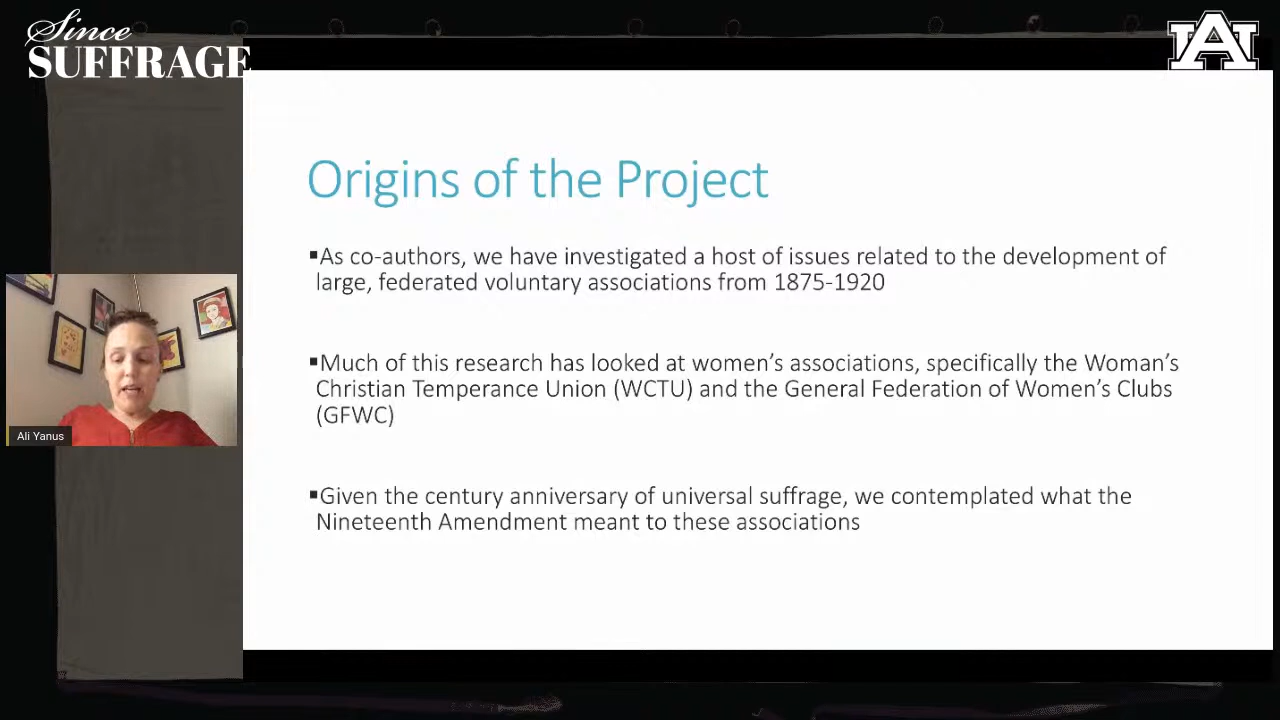 Since
SUFFRAGE
AU
Origins of the Project
▪As co-authors, we have investigated a host of issues related to the development of
large, federated voluntary associations from 1875-1920
▪Much of this research has looked at women’s associations, specifically the Woman’s
Christian Temperance Union (WCTU) and the General Federation of Women’s Clubs
(GFWC)
▪Given the century anniversary of universal suffrage, we contemplated what the
Nineteenth Amendment meant to these associations
Ali Yanus